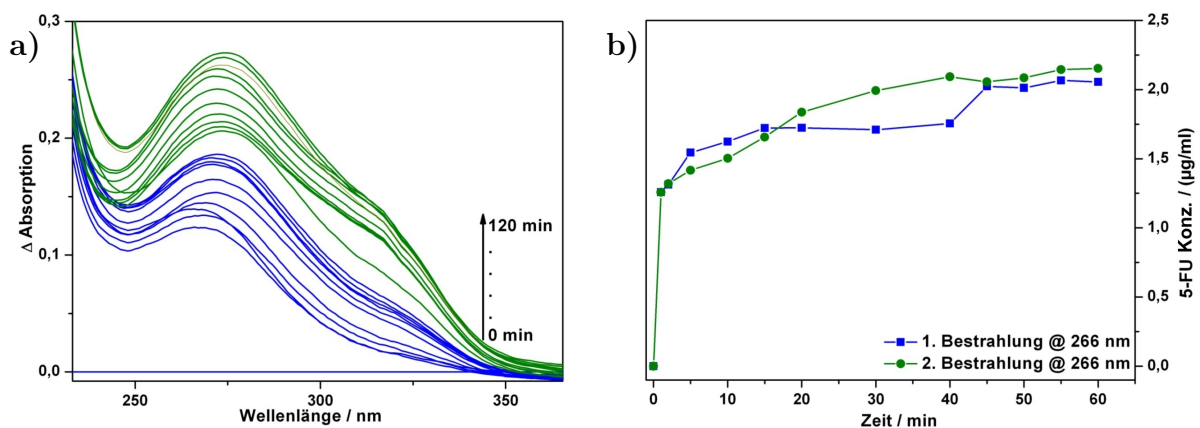 a)
0,3
0,2
0,1
0,0
Δ Absorption
250
300
350
Wellenlänge / nm
120 min
0 min
b)
2,5
2,0
1,5
1,0
0,5
0,0
5-FU Konz. / (µg/ml)
0
10
20
30
40
50
60
Zeit / min
1. Bestrahlung @ 266 nm
2. Bestrahlung @ 266 nm